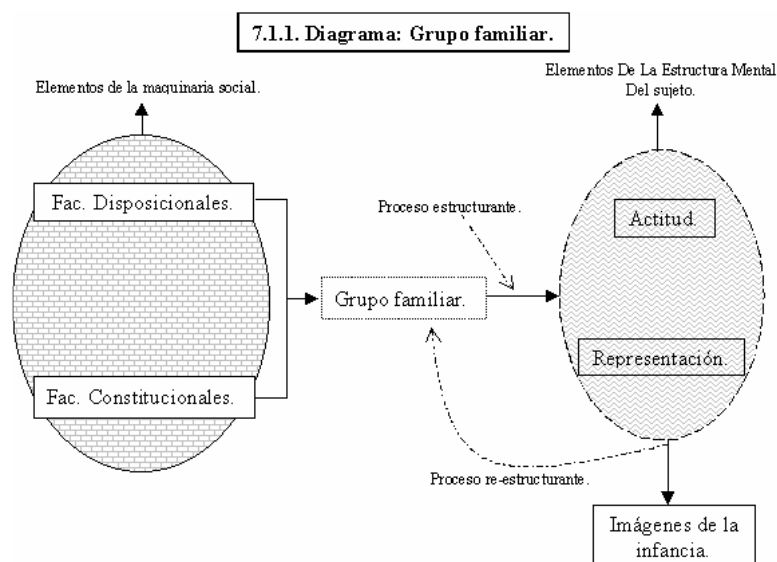 7.1.1. Diagrama: Grupo familiar.
Elementos de la maquinaria social.
Elementos De La Estructura Mental
Del sujeto.
Fac. Disposicionales.
Proceso estructurante.
Actitud.
Grupo familiar.
Representación.
Fac. Constitucionales.
Proceso re-estructurante.
Imágenes de la
infancia.